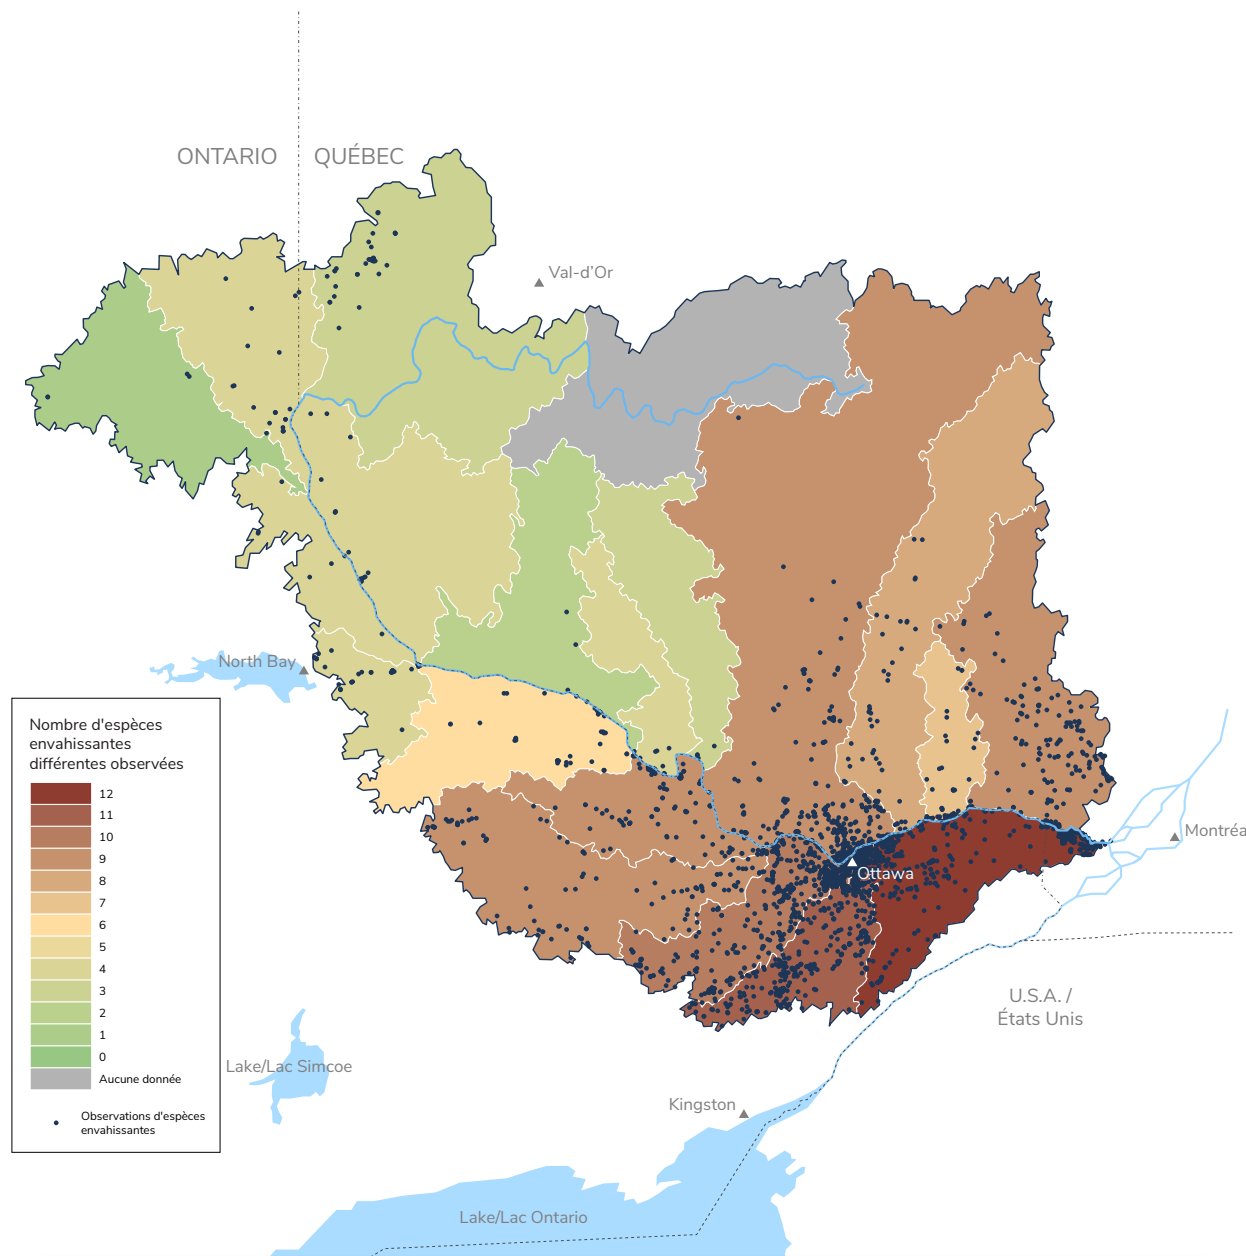 ONTARIO
QUÉBEC
Val-d'Or
North Bay
Nombre d'espèces
envahissantes
différentes observées
12
11
10
9
8
7
6
5
4
3
2
1
0
Aucune donnée
Observations d'espèces
envahissantes
Montréa
Ottawa
U.S.A. /
États Unis
Lake/Lac Simcoe
Kingston
Lake/Lac Ontario